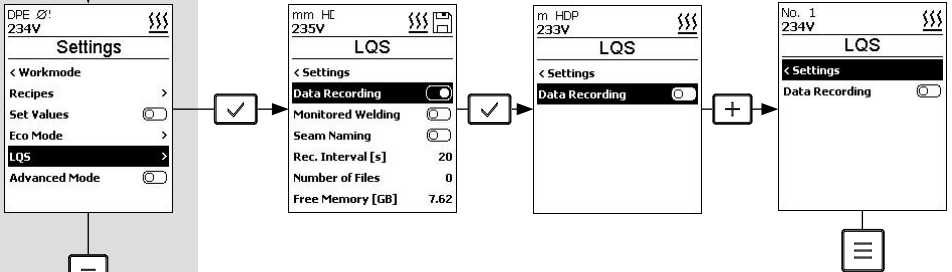 DPE Ø!
234V
Settings
< Workmode
Recipes >
Set Values
Eco Mode >
LQS >
Advanced Mode
mm HE
235V
LQS
< Settings
Data Recording
Monitored Welding
Seam Naming
Rec. Interval [s] 20
Number of Files 0
Free Memory [GB] 7.62
m HDP
233V
LQS
< Settings
Data Recording
No. 1
234V
LQS
< Settings
Data Recording